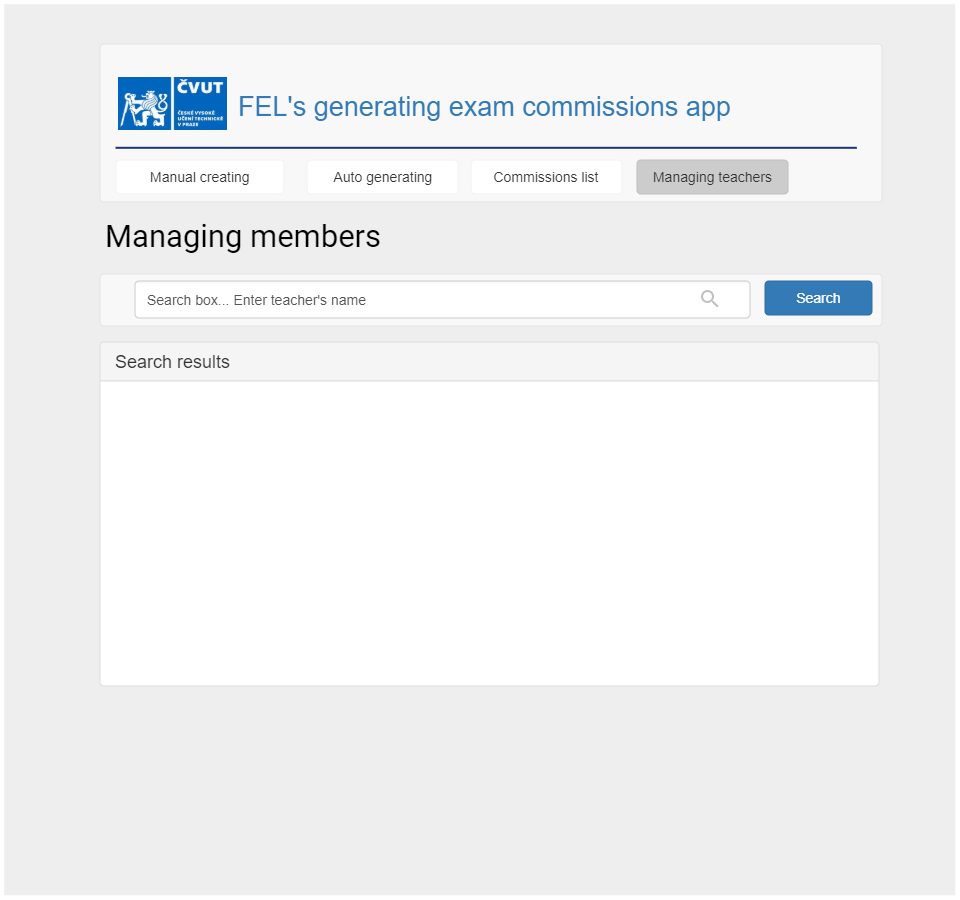 ČVUT
ČESKÉ VYSOKÉ
UČENÍ TECHNICKÉ
V PRAZE
FEL's generating exam commissions app
Manual creating
Auto generating
Commissions list
Managing teachers
Managing members
Search box... Enter teacher's name
Search
Search results